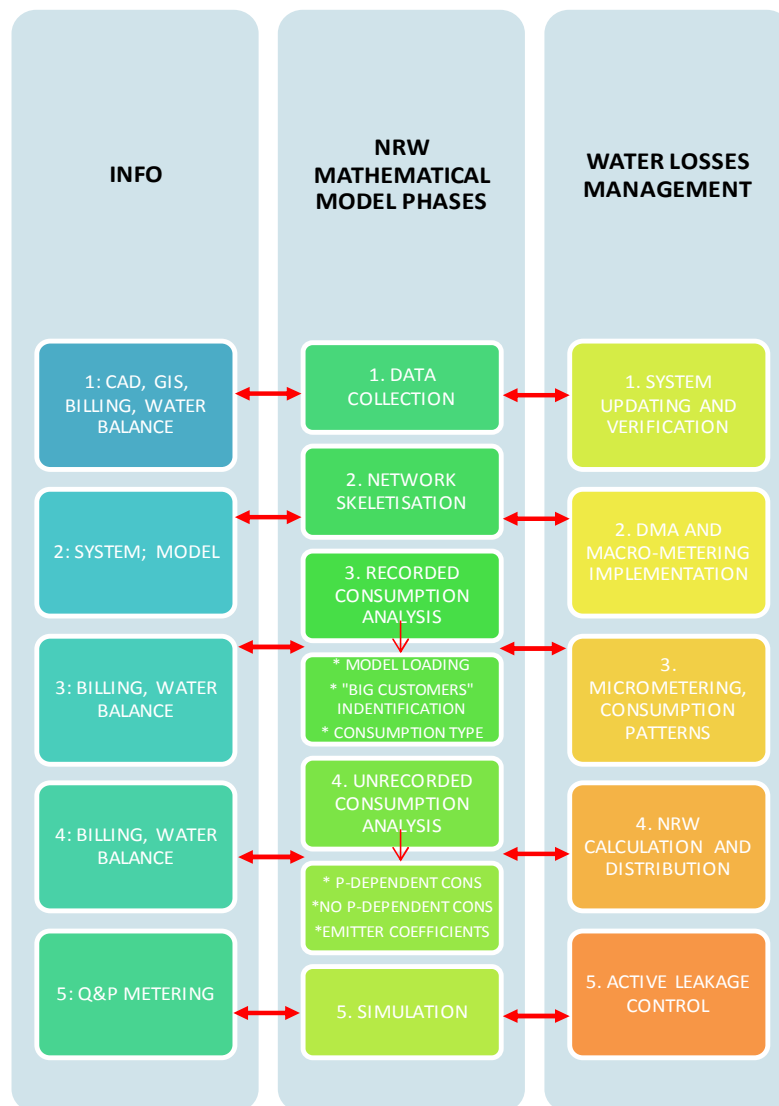 INFO
1: CAD, GIS,
BILLING, WATER
BALANCE
2: SYSTEM; MODEL
3: BILLING, WATER
BALANCE
4: BILLING, WATER
BALANCE
5: Q&P METERING
NRW
MATHEMATICAL
MODEL PHASES
1. DATA
COLLECTION
2. NETWORK
SKELETISATION
3. RECORDED
CONSUMPTION
ANALYSIS
* MODEL LOADING
* "BIG CUSTOMERS"
INDENTIFICATION
* CONSUMPTION TYPE
4. UNRECORDED
CONSUMPTION
ANALYSIS
* P-DEPENDENT CONS
*NO P-DEPENDENT CONS
*EMITTER COEFFICIENTS
5. SIMULATION
WATER LOSSES
MANAGEMENT
1. SYSTEM
UPDATING AND
VERIFICATION
2. DMA AND
MACRO-METERING
IMPLEMENTATION
3.
MICROMETERING,
CONSUMPTION
PATTERNS
4. NRW
CALCULATION AND
DISTRIBUTION
5. ACTIVE LEAKAGE
CONTROL